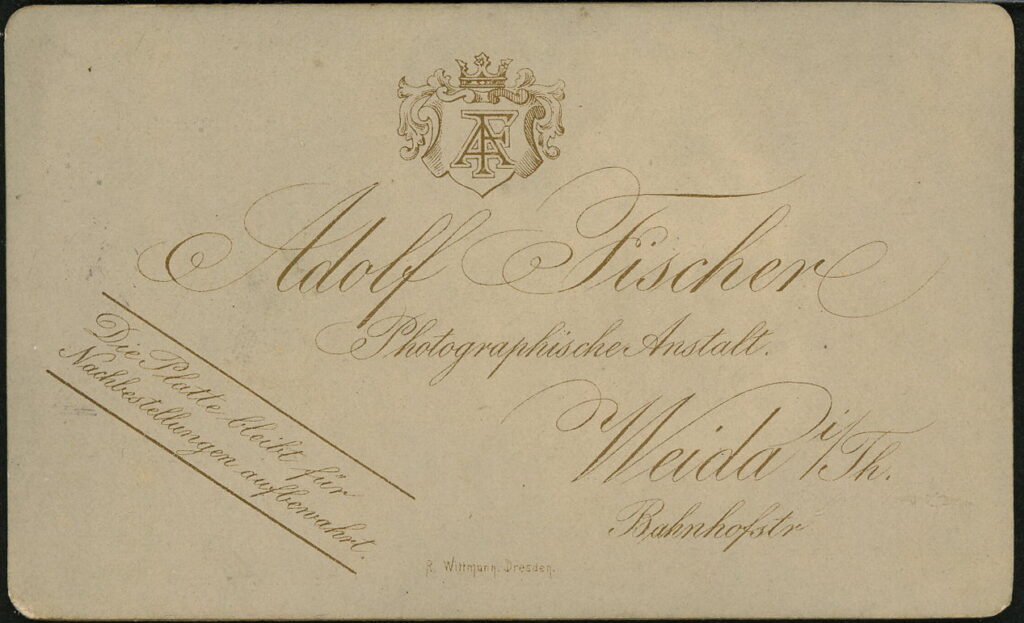 AF
Adolf Fischer
Photographische Anstalt.
Weida i/Th.
Bahnhofstr
Die Platte bleibt für
Nachbestellungen aufbewahrt.
R. Wittmann. Dresden.